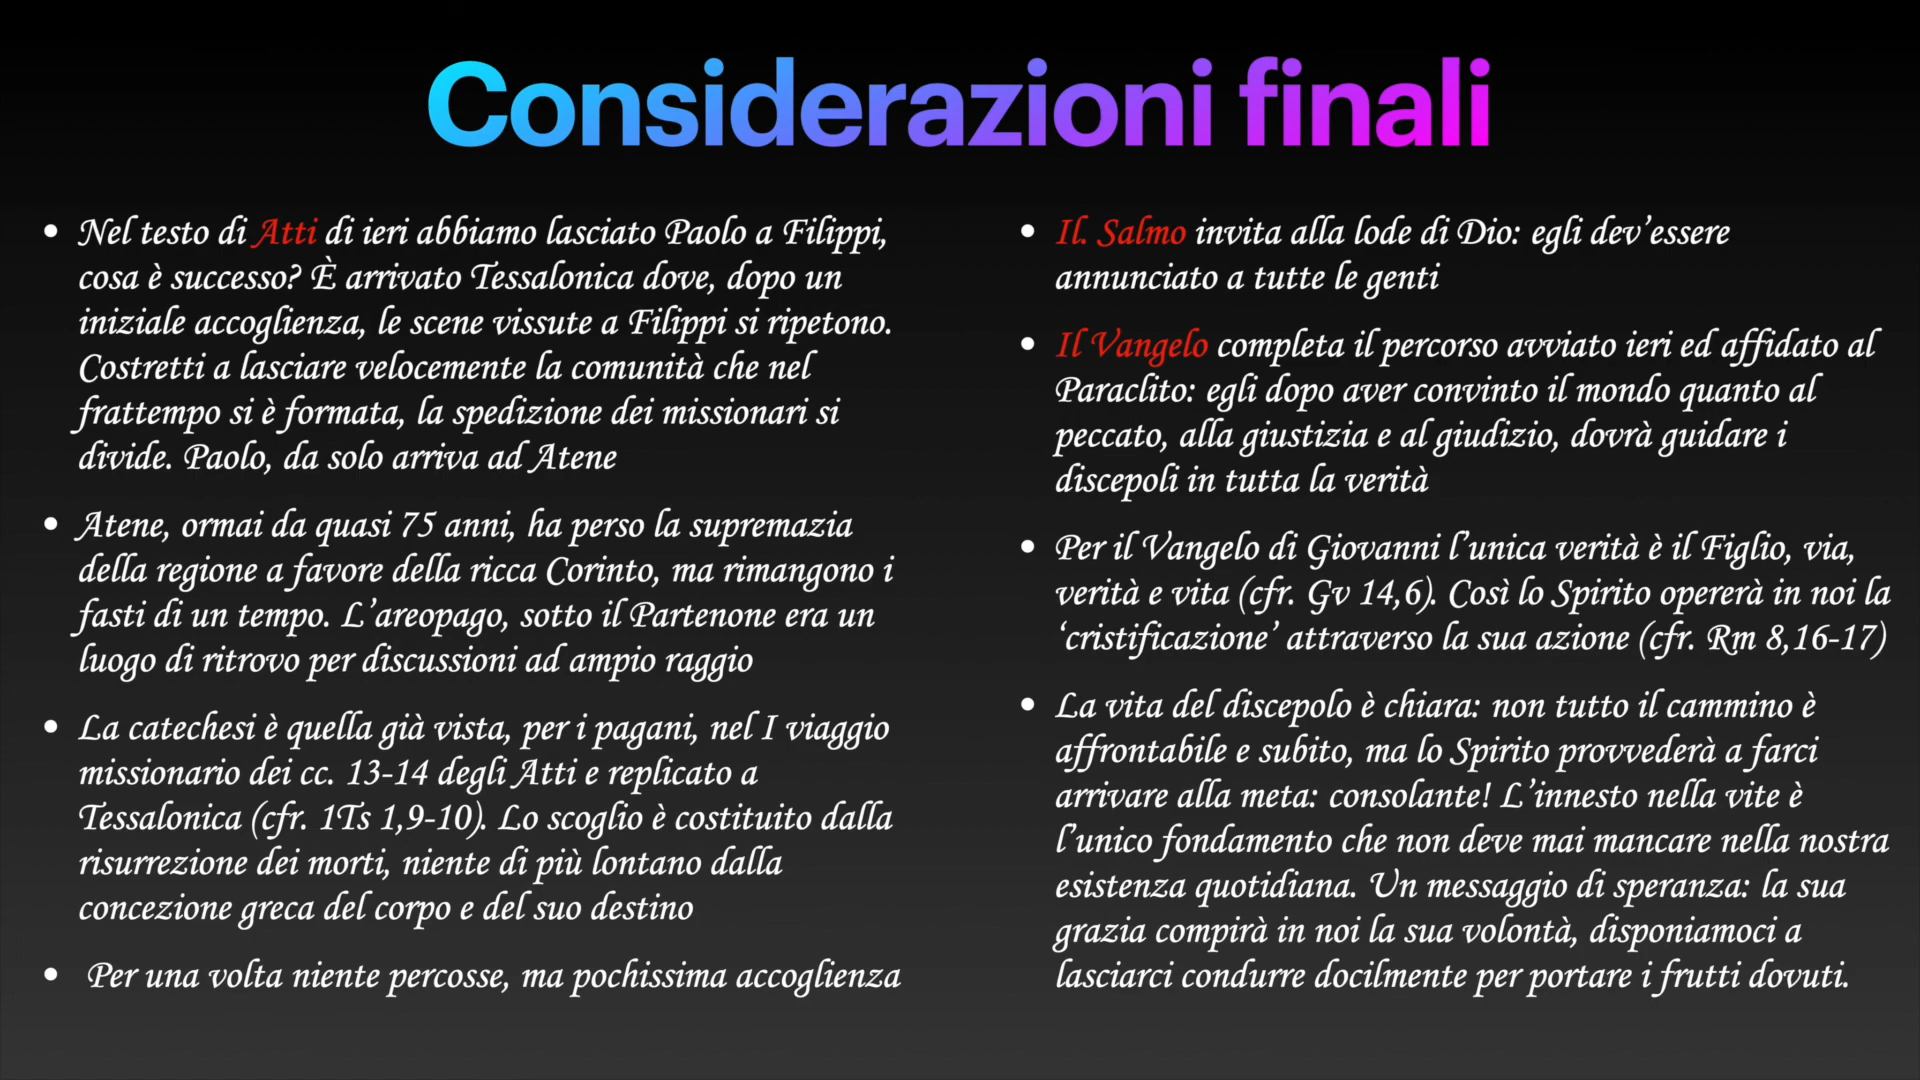 Considerazioni finali
• Nel testo di Atti di ieri abbiamo lasciato Paolo a Filippi,
cosa è successo? È arrivato Tessalonica dove, dopo un
iniziale accoglienza, le scene vissute a Filippi si ripetono.
Costretti a lasciare velocemente la comunità che nel
frattempo si è formata, la spedizione dei missionari si
divide. Paolo, da solo arriva ad Atene
• Atene, ormai da quasi 75 anni, ha perso la supremazia
della regione a favore della ricca Corinto, ma rimangono i
fasti di un tempo. L’areopago, sotto il Partenone era un
luogo di ritrovo per discussioni ad ampio raggio
• La catechesi è quella già vista, per i pagani, nel I viaggio
missionario dei cc. 13-14 degli Atti e replicato a
Tessalonica (cfr. 1Ts 1,9-10). Lo scoglio è costituito dalla
risurrezione dei morti, niente di più lontano dalla
concezione greca del corpo e del suo destino
• Per una volta niente percosse, ma pochissima accoglienza
• Il. Salmo invita alla lode di Dio: egli dev’essere
annunciato a tutte le genti
• Il Vangelo completa il percorso avviato ieri ed affidato al
Paraclito: egli dopo aver convinto il mondo quanto al
peccato, alla giustizia e al giudizio, dovrà guidare i
discepoli in tutta la verità
• Per il Vangelo di Giovanni l’unica verità è il Figlio, via,
verità e vita (cfr. Gv 14,6). Così lo Spirito opererà in noi la
‘cristificazione’ attraverso la sua azione (cfr. Rm 8,16-17)
• La vita del discepolo è chiara: non tutto il cammino è
affrontabile e subito, ma lo Spirito provvederà a farci
arrivare alla meta: consolante! L’innesto nella vite è
l’unico fondamento che non deve mai mancare nella nostra
esistenza quotidiana. Un messaggio di speranza: la sua
grazia compirà in noi la sua volontà, disponiamoci a
lasciarci condurre docilmente per portare i frutti dovuti.